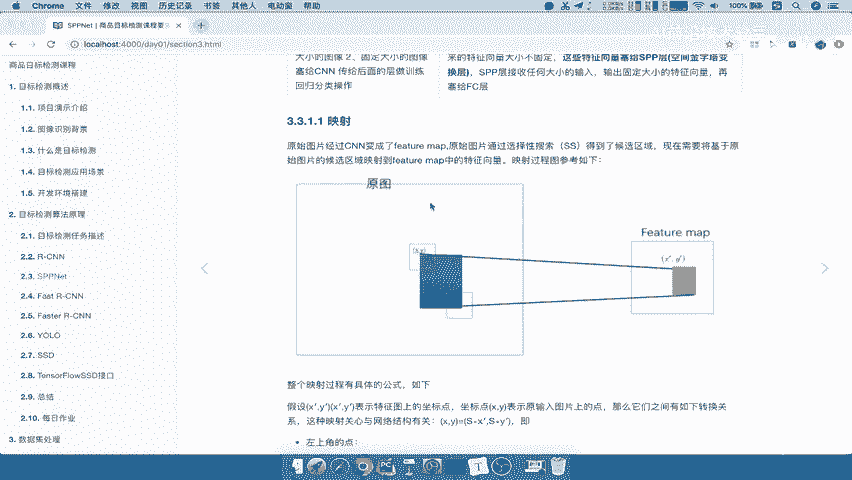 Chrome 文件 修改 视图 历史记录 书签 其他人 电动窗 帮助
100%
SPPNet | 商品目标检测课程要
localhost:4000/day01/section3.html
商品目标检测课程
1. 目标检测概述
1.1. 项目演示介绍
1.2. 图像识别背景
1.3. 什么是目标检测
1.4. 目标检测应用场景
1.5. 开发环境搭建
2. 目标检测算法原理
2.1. 目标检测任务描述
2.2. R-CNN
2.3. SPPNet
2.4. Fast R-CNN
2.5. Faster R-CNN
2.6. YOLO
2.7. SSD
2.8. TensorFlowSSD接口
2.9. 总结
2.10. 每日作业
3. 数据集处理
大小的图像 2、固定大小的图像
塞给CNN 传给后面的层做训练
回归分类操作
来的特征向量大小不固定，这些特征向量塞给SPP层(空间金字塔
变换层)，SPP层接收任何大小的输入，输出固定大小的特征向量，再
塞给FC层
3.3.1.1 映射
原始图片经过CNN变成了feature map,原始图片通过选择性搜索（SS）得到了候选区域，现在需要将基于原
始图片的候选区域映射到feature map中的特征向量。映射过程图参考如下：
原图
(x,y)
Feature map
(x', y')
整个映射过程有具体的公式，如下
假设(x′,y′)(x′,y′)表示特征图上的坐标点，坐标点(x,y)表示原输入图片上的点，那么它们之间有如下转换关
系，这种映射关心与网络结构有关：(x,y)=(S∗x′,S∗y′)，即
• 左上角的点：